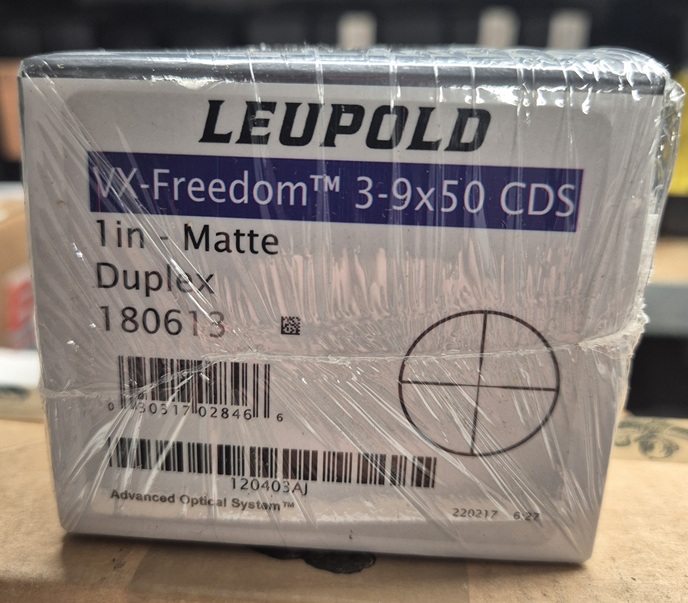 LEUPOLD
VX-Freedom™ 3-9x50 CDS
1in - Matte
Duplex
180613
0 30317 02846 6
120403AJ
Advanced Optical System™
220217 6:27